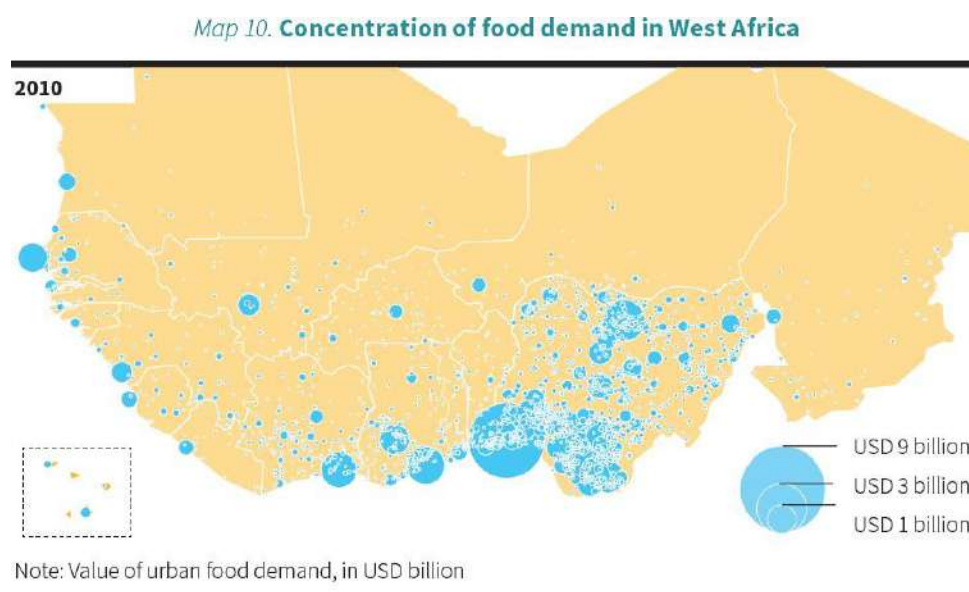 Map 10. Concentration of food demand in West Africa
2010
USD 9 billion
USD 3 billion
USD 1 billion
Note: Value of urban food demand, in USD billion